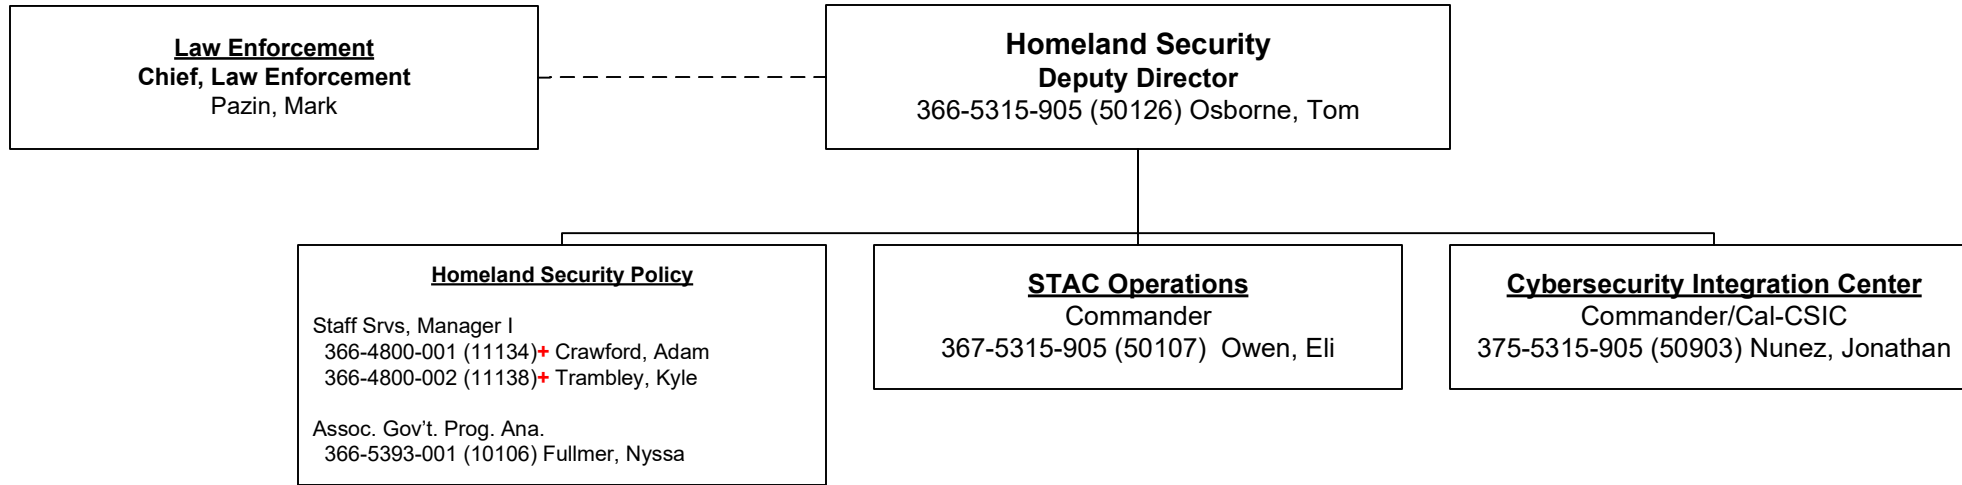 Law Enforcement
Chief, Law Enforcement
Pazin, Mark
Homeland Security
Deputy Director
366-5315-905 (50126) Osborne, Tom
Homeland Security Policy
Staff Srvs, Manager I
366-4800-001 (11134)+ Crawford, Adam
366-4800-002 (11138)+ Trambley, Kyle
Assoc. Gov’t. Prog. Ana.
366-5393-001 (10106) Fullmer, Nyssa
STAC Operations
Commander
367-5315-905 (50107) Owen, Eli
Cybersecurity Integration Center
Commander/Cal-CSIC
375-5315-905 (50903) Nunez, Jonathan